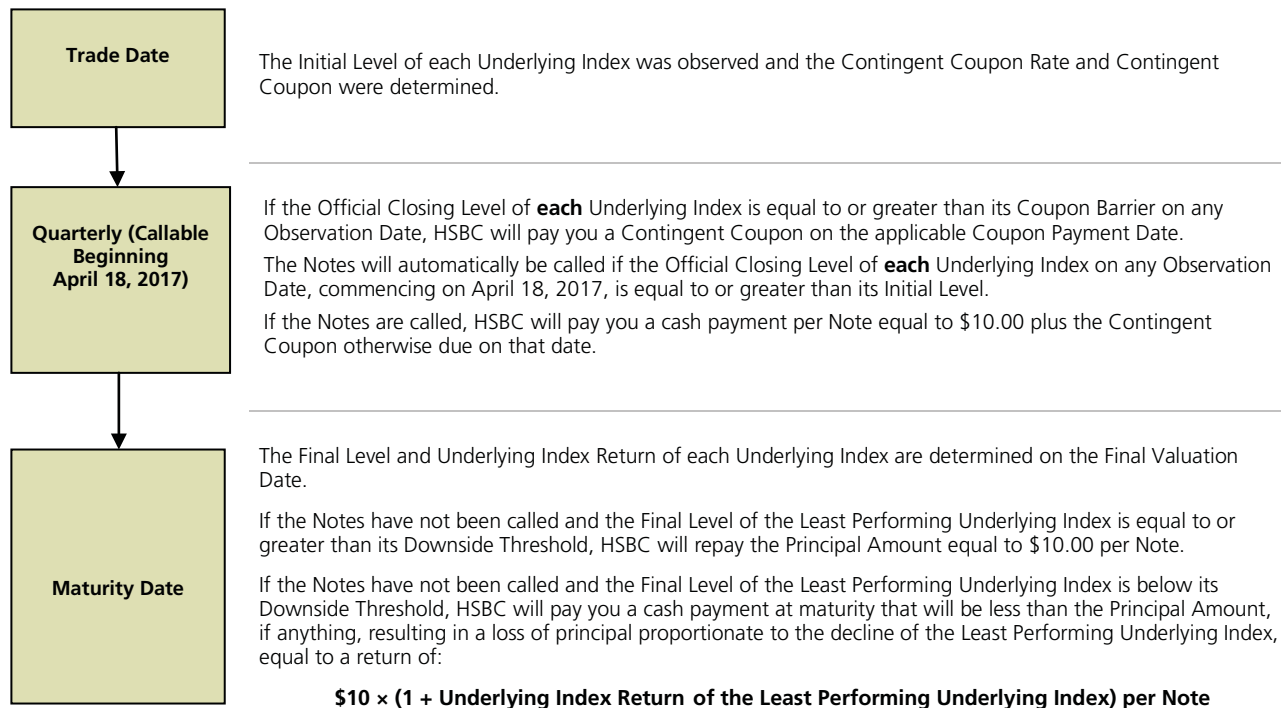 Trade Date
The Initial Level of each Underlying Index was observed and the Contingent Coupon Rate and Contingent
Coupon were determined.
Quarterly (Callable
Beginning
April 18, 2017)
If the Official Closing Level of each Underlying Index is equal to or greater than its Coupon Barrier on any
Observation Date, HSBC will pay you a Contingent Coupon on the applicable Coupon Payment Date.
The Notes will automatically be called if the Official Closing Level of each Underlying Index on any Observation
Date, commencing on April 18, 2017, is equal to or greater than its Initial Level.
If the Notes are called, HSBC will pay you a cash payment per Note equal to $10.00 plus the Contingent
Coupon otherwise due on that date.
Maturity Date
The Final Level and Underlying Index Return of each Underlying Index are determined on the Final Valuation
Date.
If the Notes have not been called and the Final Level of the Least Performing Underlying Index is equal to or
greater than its Downside Threshold, HSBC will repay the Principal Amount equal to $10.00 per Note.
If the Notes have not been called and the Final Level of the Least Performing Underlying Index is below its
Downside Threshold, HSBC will pay you a cash payment at maturity that will be less than the Principal Amount,
if anything, resulting in a loss of principal proportionate to the decline of the Least Performing Underlying Index,
equal to a return of:
$10 × (1 + Underlying Index Return of the Least Performing Underlying Index) per Note